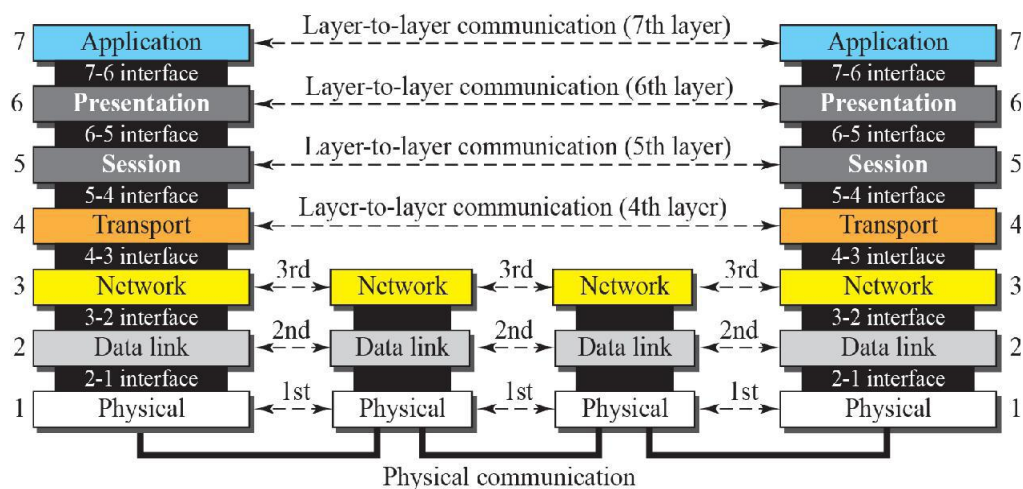 Layer-to-layer communication (7th layer)
7 Application Application 7
7-6 interface 7-6 interface
Layer-to-layer communication (6th layer)
6 Presentation Presentation 6
6-5 interface 6-5 interface
Layer-to-layer communication (5th layer)
5 Session Session 5
5-4 interface 5-4 interface
Layer-to-layer communication (4th layer)
4 Transport Transport 4
4-3 interface 4-3 interface
3rd 3rd 3rd
3 Network Network Network Network 3
3-2 interface 3-2 interface
2nd 2nd 2nd
2 Data link Data link Data link Data link 2
2-1 interface 2-1 interface
1st 1st 1st
1 Physical Physical Physical Physical 1
Physical communication